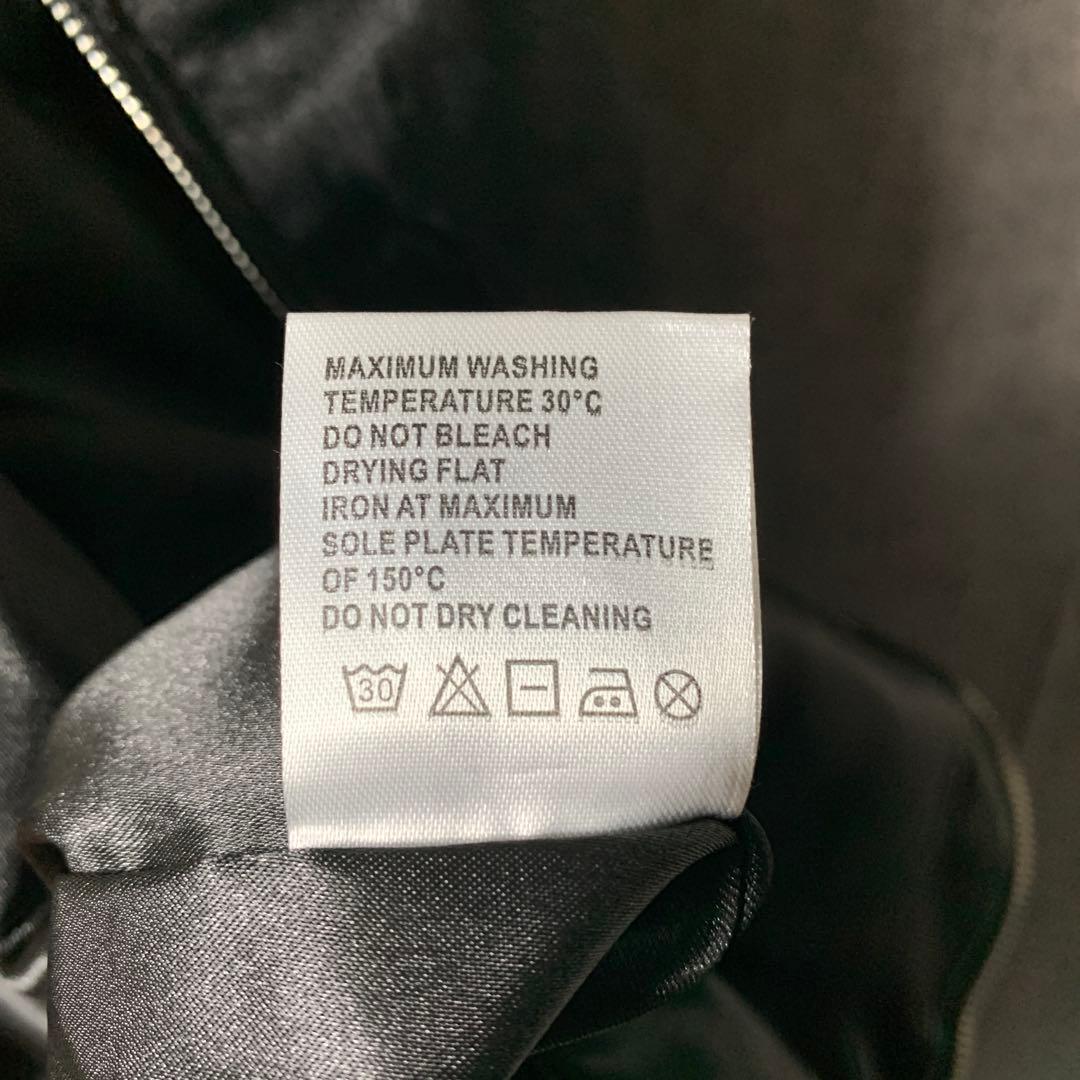 MAXIMUM WASHING
TEMPERATURE 30°C
DO NOT BLEACH
DRYING FLAT
IRON AT MAXIMUM
SOLE PLATE TEMPERATURE
OF 150°C
DO NOT DRY CLEANING
30